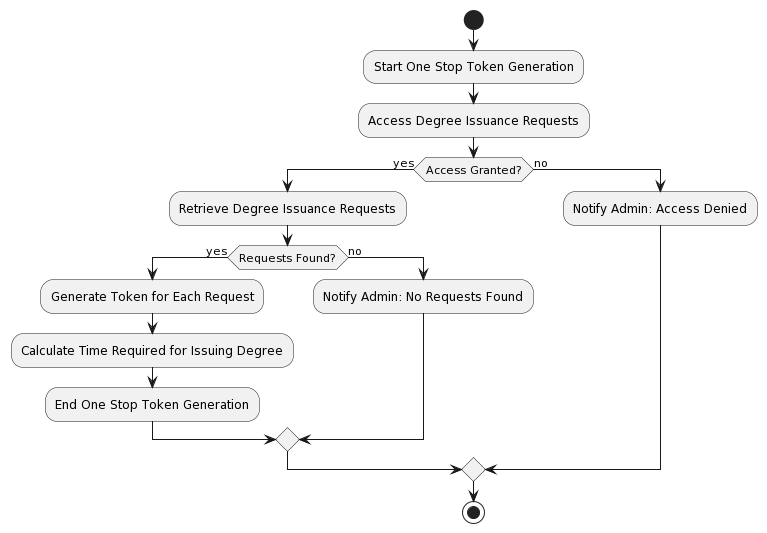 Start One Stop Token Generation
Access Degree Issuance Requests
yes
Access Granted?
no
Retrieve Degree Issuance Requests
Notify Admin: Access Denied
yes
Requests Found?
no
Generate Token for Each Request
Notify Admin: No Requests Found
Calculate Time Required for Issuing Degree
End One Stop Token Generation